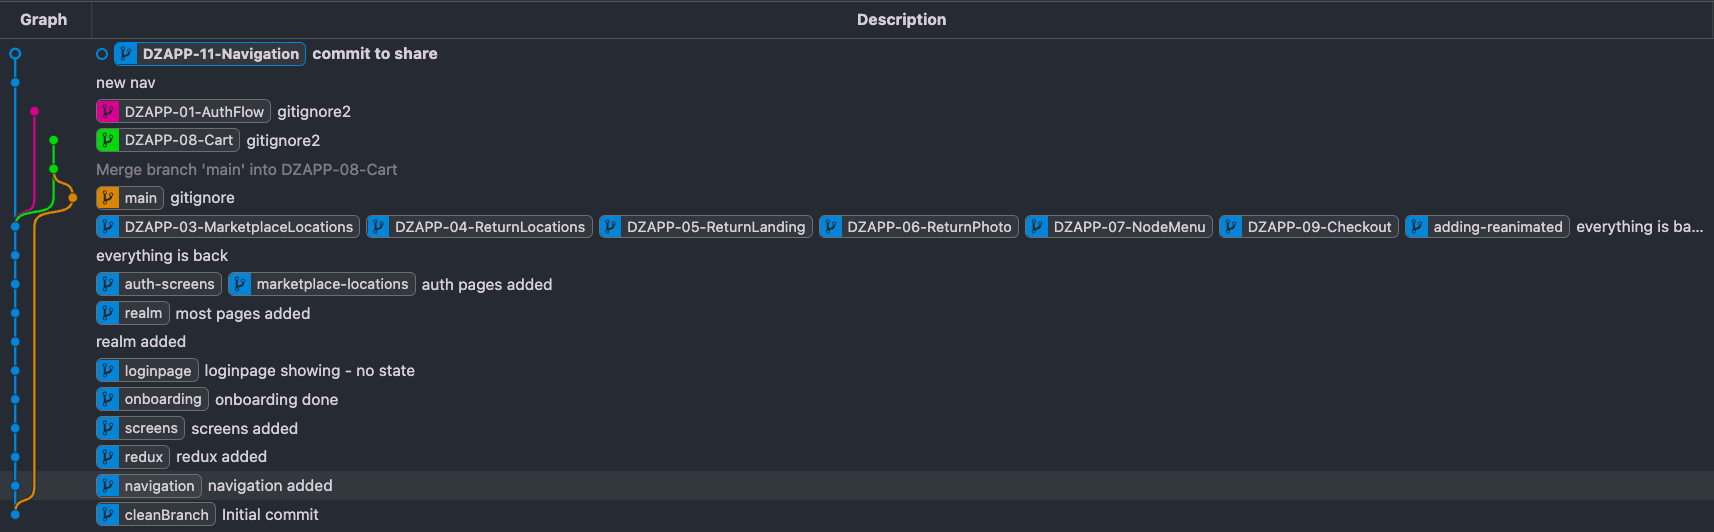 Graph Description
DZAPP-11-Navigation commit to share
new nav
DZAPP-01-AuthFlow gitignore2
DZAPP-08-Cart gitignore2
Merge branch 'main' into DZAPP-08-Cart
main gitignore
DZAPP-03-MarketplaceLocations DZAPP-04-ReturnLocations DZAPP-05-ReturnLanding DZAPP-06-ReturnPhoto DZAPP-07-NodeMenu DZAPP-09-Checkout adding-reanimated everything is ba...
everything is back
auth-screens marketplace-locations auth pages added
realm most pages added
realm added
loginpage loginpage showing - no state
onboarding onboarding done
screens screens added
redux redux added
navigation navigation added
cleanBranch Initial commit